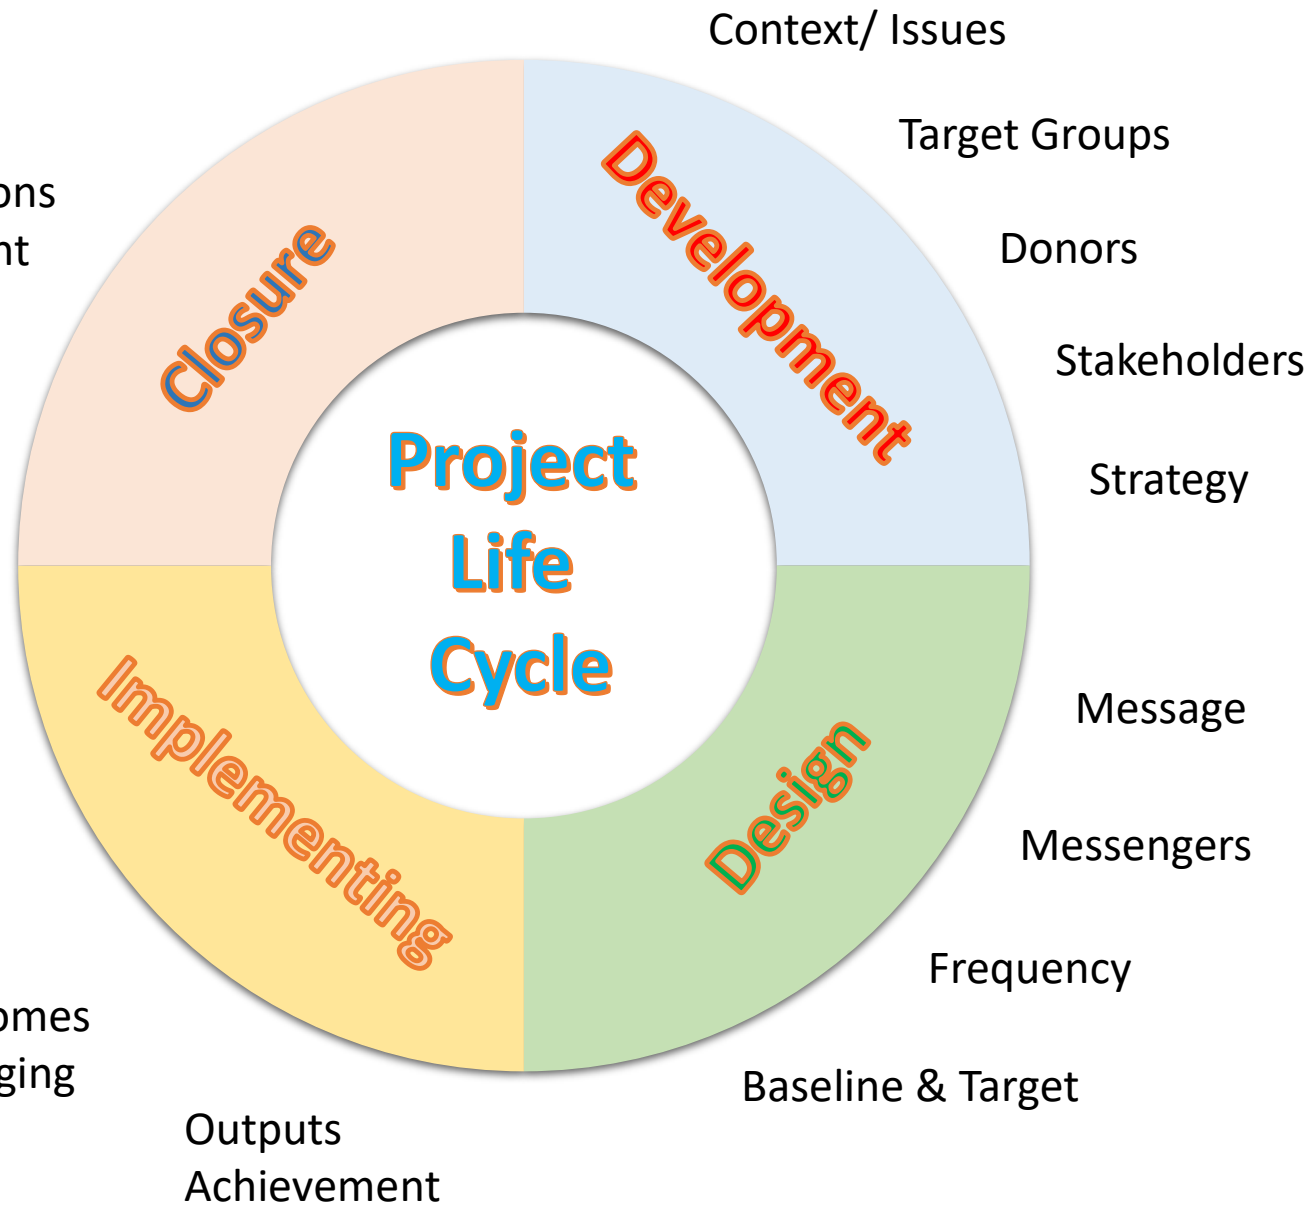 Context/ Issues
Target Groups
Donors
Stakeholders
Strategy
Development
Closure
Project
Life
Cycle
Implementing
Design
Message
Messengers
Frequency
Baseline & Target
Outputs
Achievement